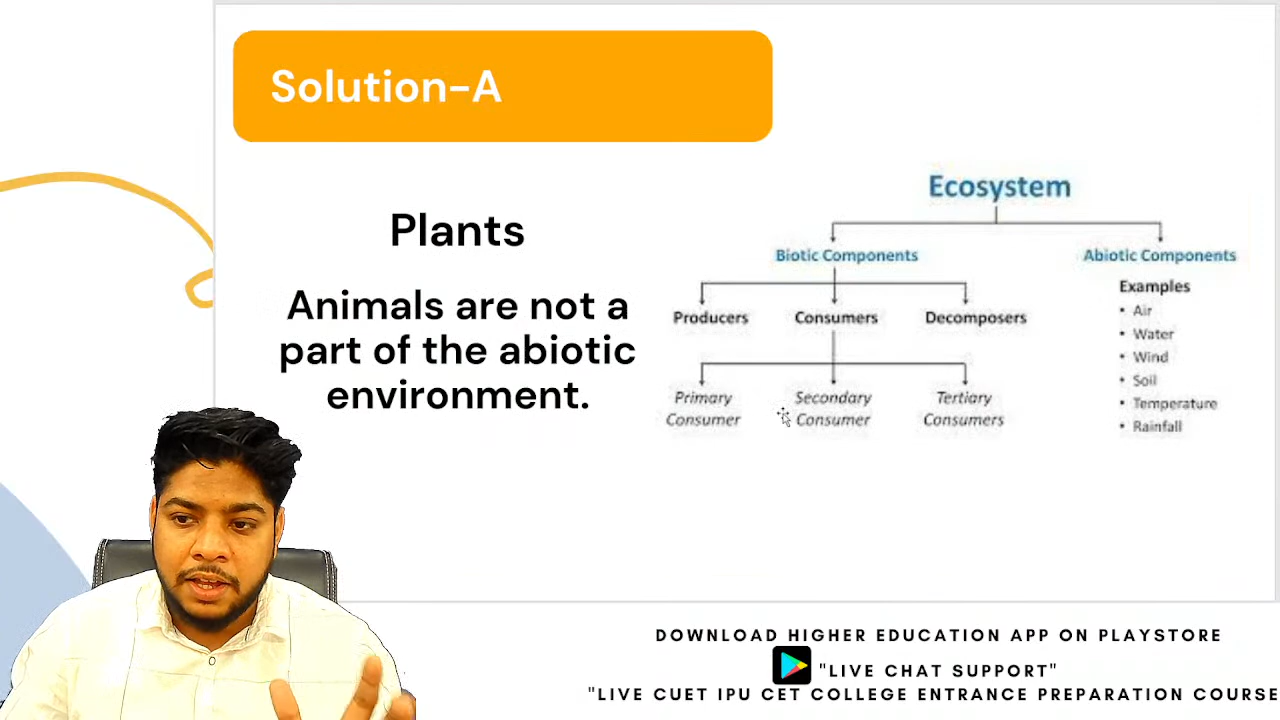 Solution-A
Plants
Animals are not a
part of the abiotic
environment.
Ecosystem
Biotic Components
Abiotic Components
Producers
Consumers
Decomposers
Primary
Consumer
Secondary
Consumer
Tertiary
Consumers
Examples
• Air
• Water
• Wind
• Soil
• Temperature
• Rainfall
DOWNLOAD HIGHER EDUCATION APP ON PLAYSTORE
"LIVE CHAT SUPPORT"
"LIVE CUET IPU CET COLLEGE ENTRANCE PREPARATION COURSE